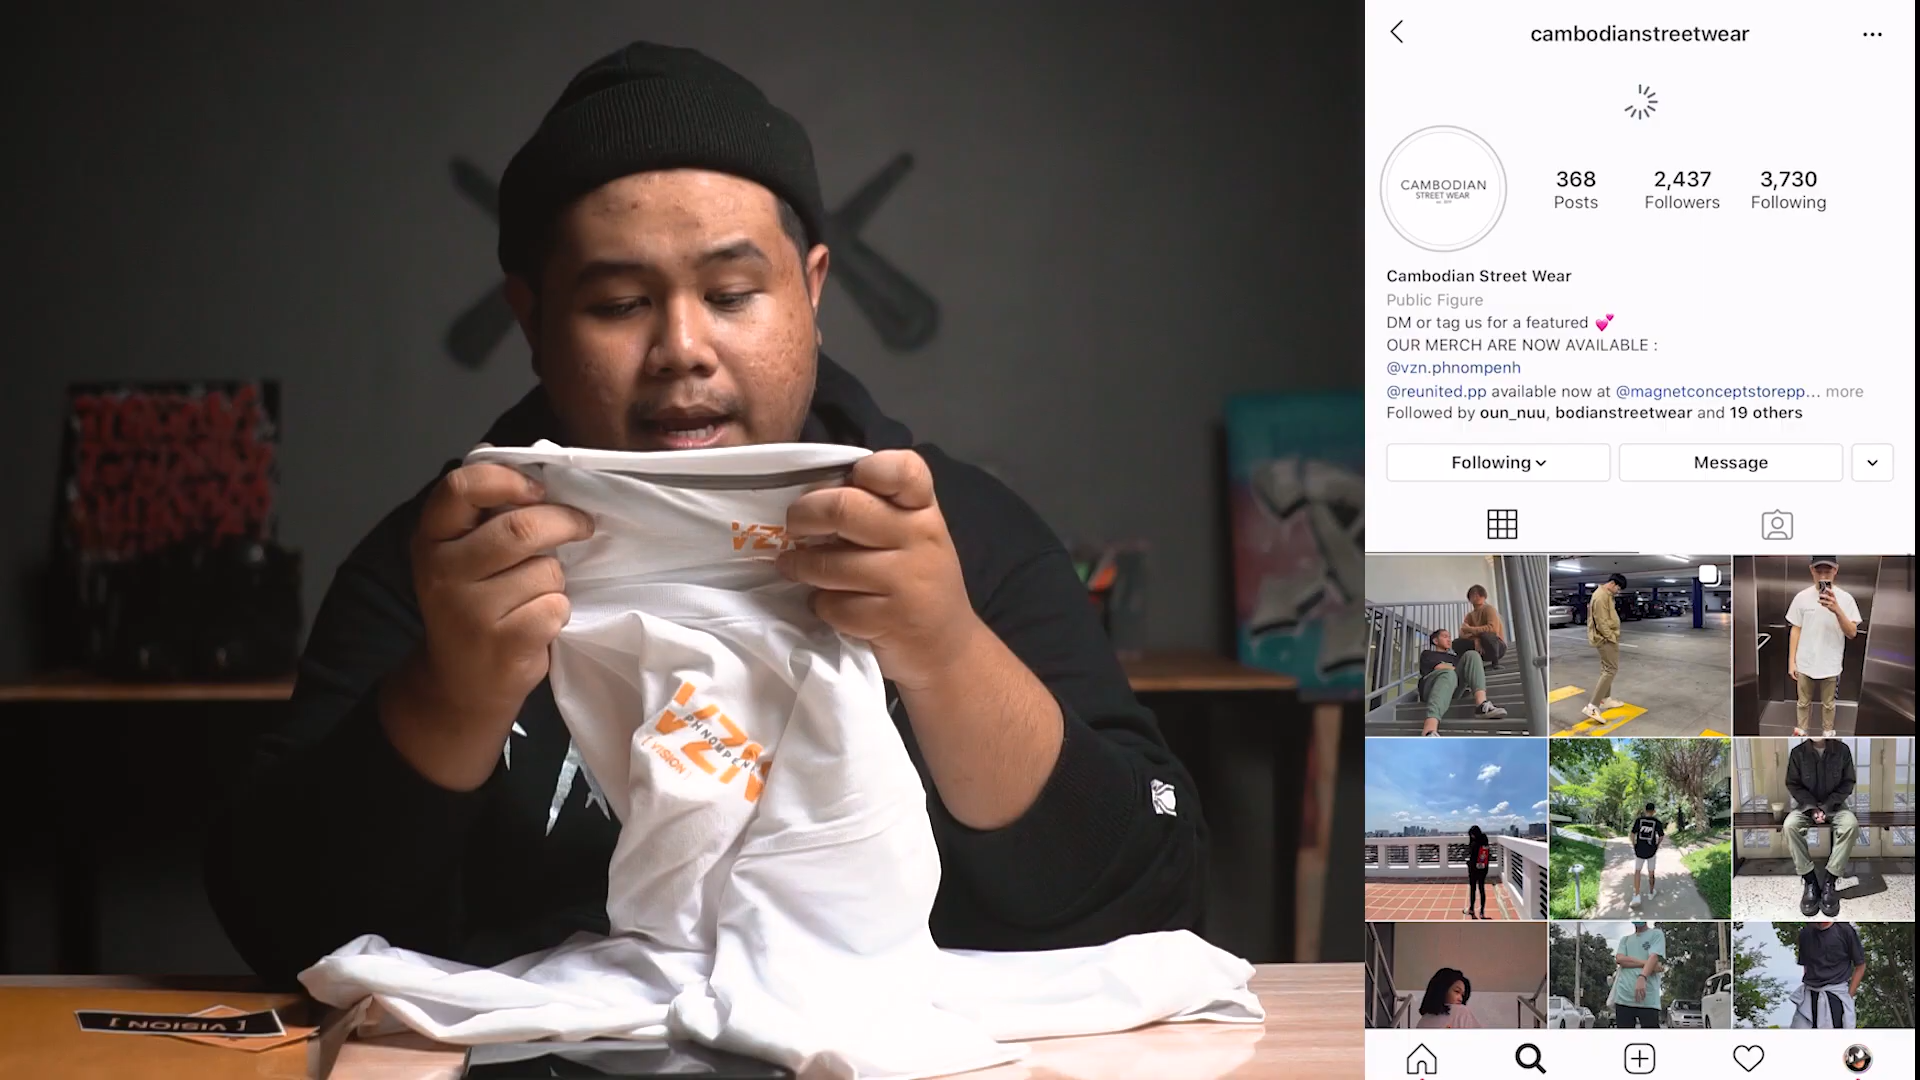 cambodianstreetwear
CAMBODIAN
STREET WEAR
368
Posts
2,437
Followers
3,730
Following
Cambodian Street Wear
Public Figure
DM or tag us for a featured 💕
OUR MERCH ARE NOW AVAILABLE :
@vzn.phnompenh
@reunited.pp available now at @magnetconceptstorepp... more
Followed by oun_nuu, bodianstreetwear and 19 others
Following
Message
VZN
VZN
PHNOMPENH
[ VISION ]
[ VISION ]